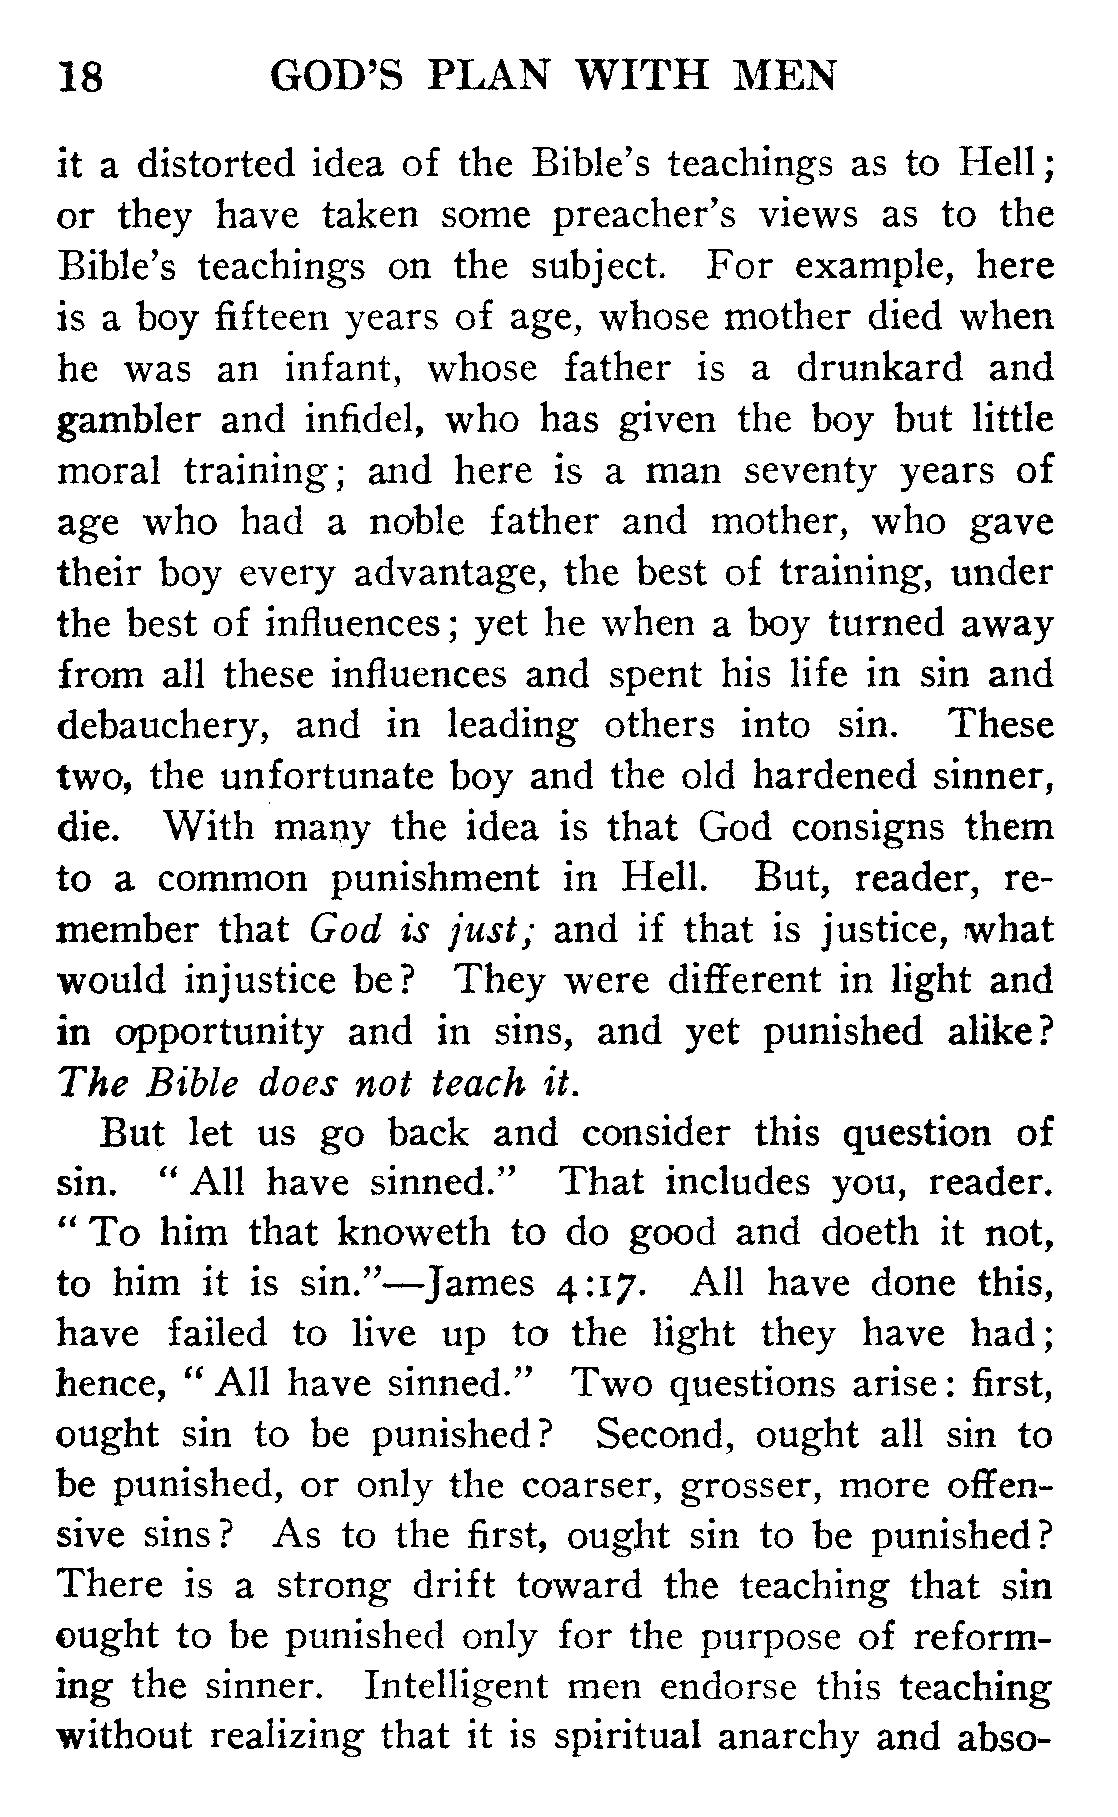 18 GOD'S PLAN WITH MEN
it a distorted idea of the Bible's teachings as to Hell;
or they have taken some preacher's views as to the
Bible's teachings on the subject. For example, here
is a boy fifteen years of age, whose mother died when
he was an infant, whose father is a drunkard and
gambler and infidel, who has given the boy but little
moral training; and here is a man seventy years of
age who had a noble father and mother, who gave
their boy every advantage, the best of training, under
the best of influences; yet he when a boy turned away
from all these influences and spent his life in sin and
debauchery, and in leading others into sin. These
two, the unfortunate boy and the old hardened sinner,
die. With many the idea is that God consigns them
to a common punishment in Hell. But, reader, re-
member that God is just; and if that is justice, what
would injustice be? They were different in light and
in opportunity and in sins, and yet punished alike?
The Bible does not teach it.
But let us go back and consider this question of
sin. "All have sinned." That includes you, reader.
"To him that knoweth to do good and doeth it not,
to him it is sin."—James 4:17. All have done this,
have failed to live up to the light they have had;
hence, "All have sinned." Two questions arise: first,
ought sin to be punished? Second, ought all sin to
be punished, or only the coarser, grosser, more offen-
sive sins? As to the first, ought sin to be punished?
There is a strong drift toward the teaching that sin
ought to be punished only for the purpose of reform-
ing the sinner. Intelligent men endorse this teaching
without realizing that it is spiritual anarchy and abso-